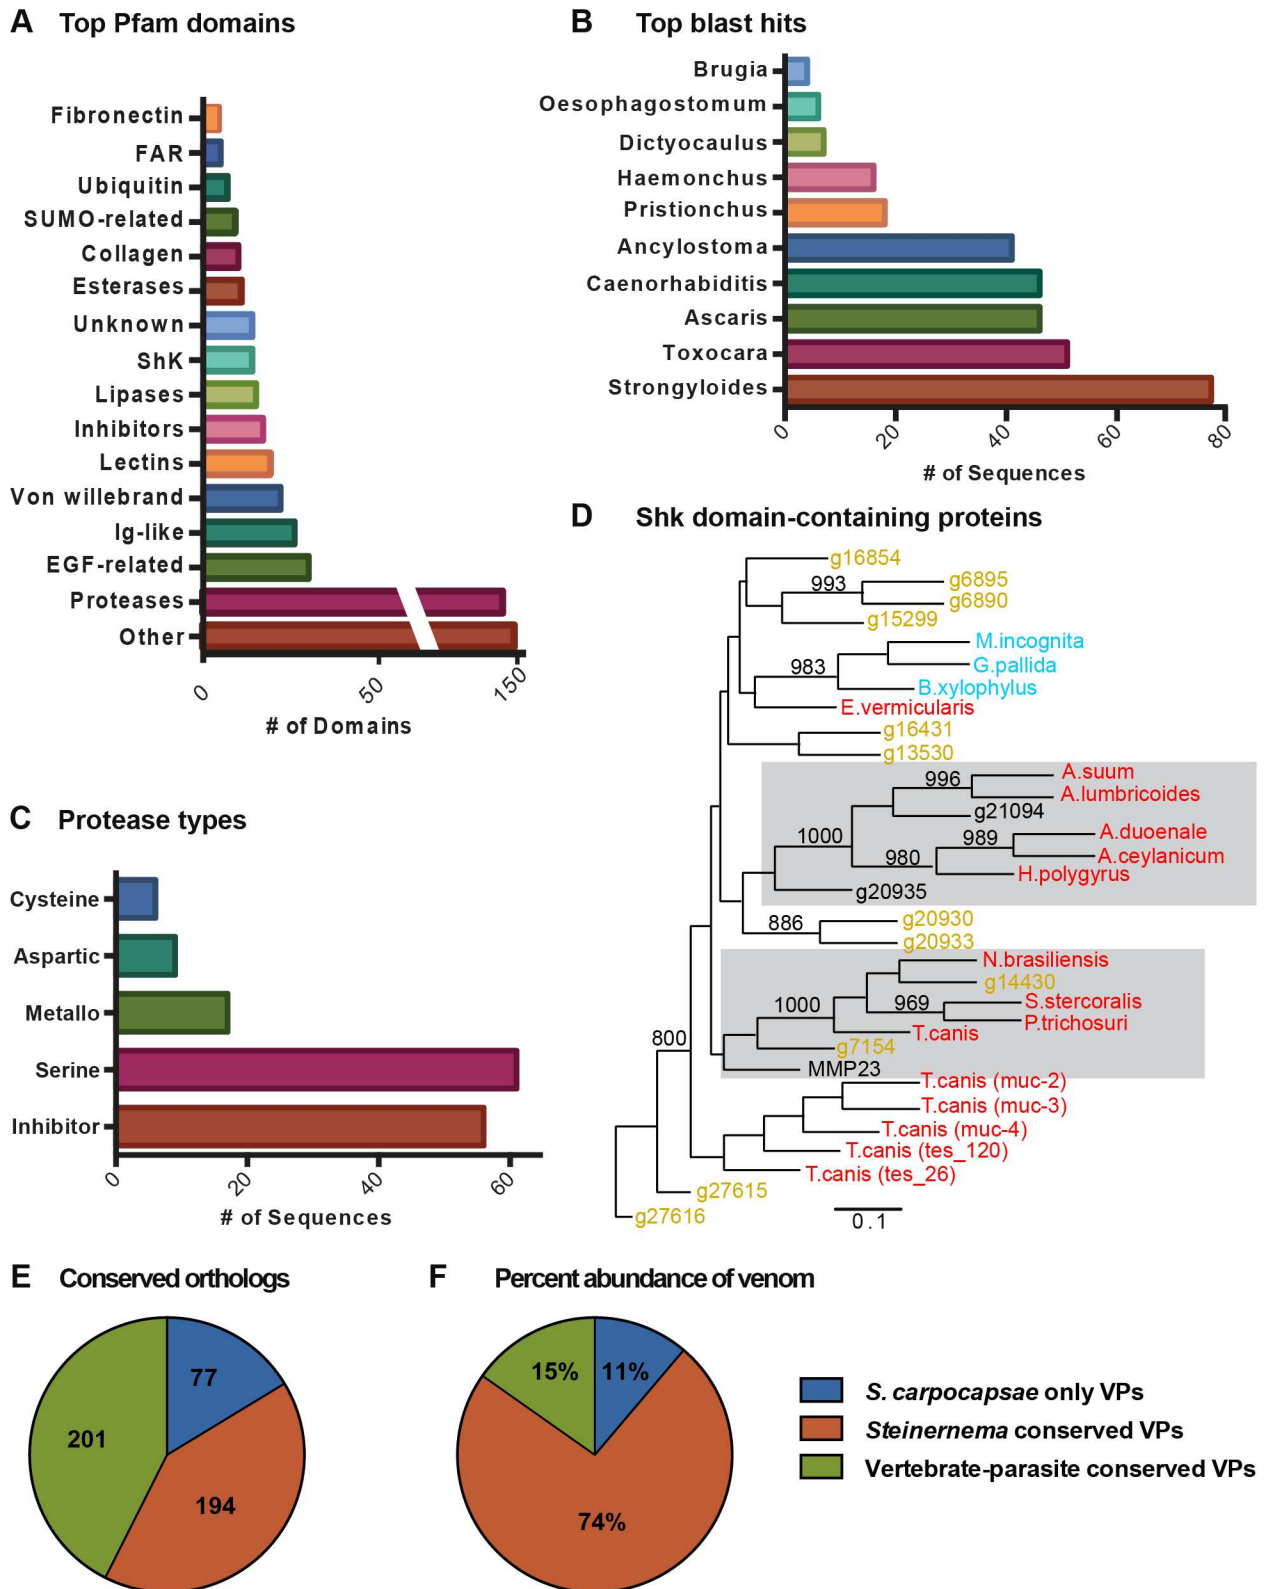 A Top Pfam domains
Fibronectin
FAR
Ubiquitin
SUMO-related
Collagen
Esterases
Unknown
ShK
Lipases
Inhibitors
Lectins
Von willebrand
Ig-like
EGF-related
Proteases
Other
0 50 150
# of Domains
B Top blast hits
Brugia
Oesophagostomum
Dictyocaulus
Haemonchus
Pristionchus
Ancylostoma
Caenorhabiditis
Ascaris
Toxocara
Strongyloides
0 20 40 60 80
# of Sequences
C Protease types
Cysteine
Aspartic
Metallo
Serine
Inhibitor
0 20 40 60
# of Sequences
D Shk domain-containing proteins
g16854
993
g6895
g6890
g15299
M.incognita
983
G.pallida
B.xylophylus
E.vermicularis
g16431
g13530
A.suum
996
A.lumbricoides
g21094
1000
A.duoenale
989
980
A.ceylanicum
H.polygyrus
g20935
886
g20930
g20933
N.brasiliensis
g14430
1000
969
S.stercoralis
P.trichosuri
T.canis
800
g7154
MMP23
T.canis (muc-2)
T.canis (muc-3)
T.canis (muc-4)
T.canis (tes_120)
T.canis (tes_26)
g27615
g27616
0.1
E Conserved orthologs
77
201
194
F Percent abundance of venom
15% 11%
74%
S. carpocapsae only VPs
Steinernema conserved VPs
Vertebrate-parasite conserved VPs